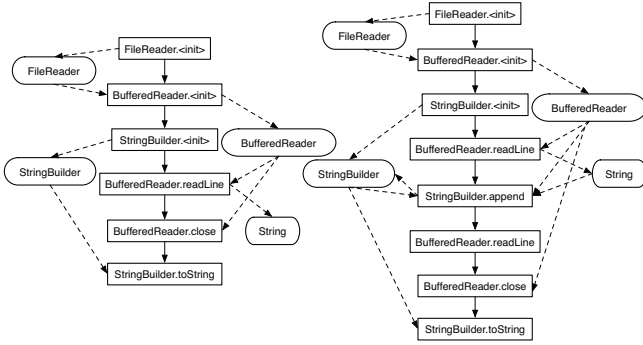 FileReader.<init>
FileReader
BufferedReader.<init>
StringBuilder.<init>
BufferedReader
StringBuilder
BufferedReader.readLine
BufferedReader.close
String
StringBuilder.toString
FileReader.<init>
FileReader
BufferedReader.<init>
StringBuilder.<init>
BufferedReader
BufferedReader.readLine
StringBuilder
String
StringBuilder.append
BufferedReader.readLine
BufferedReader.close
StringBuilder.toString